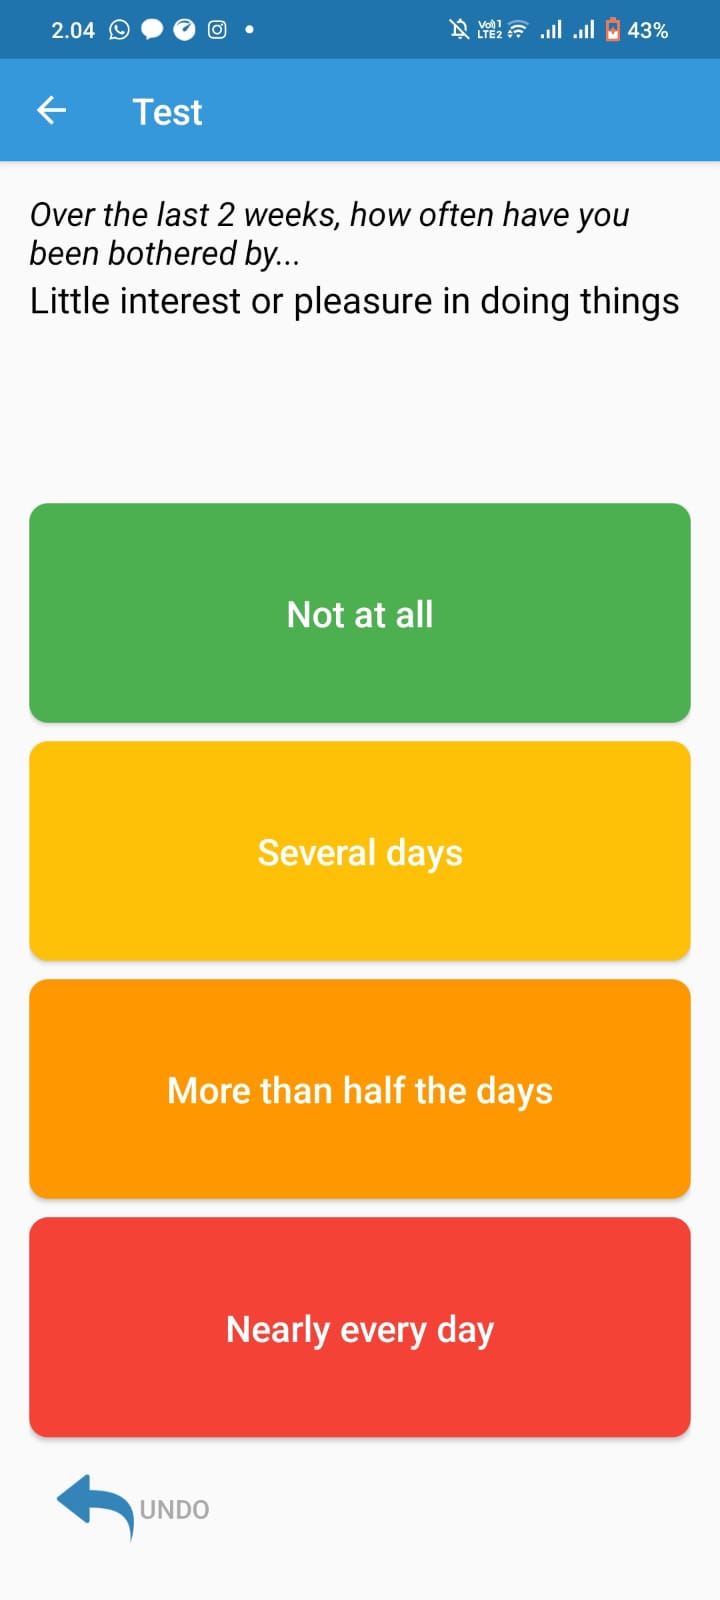 2.04 43%
Vo)) 1
LTE2
Test
Over the last 2 weeks, how often have you
been bothered by...
Little interest or pleasure in doing things
Not at all
Several days
More than half the days
Nearly every day
UNDO